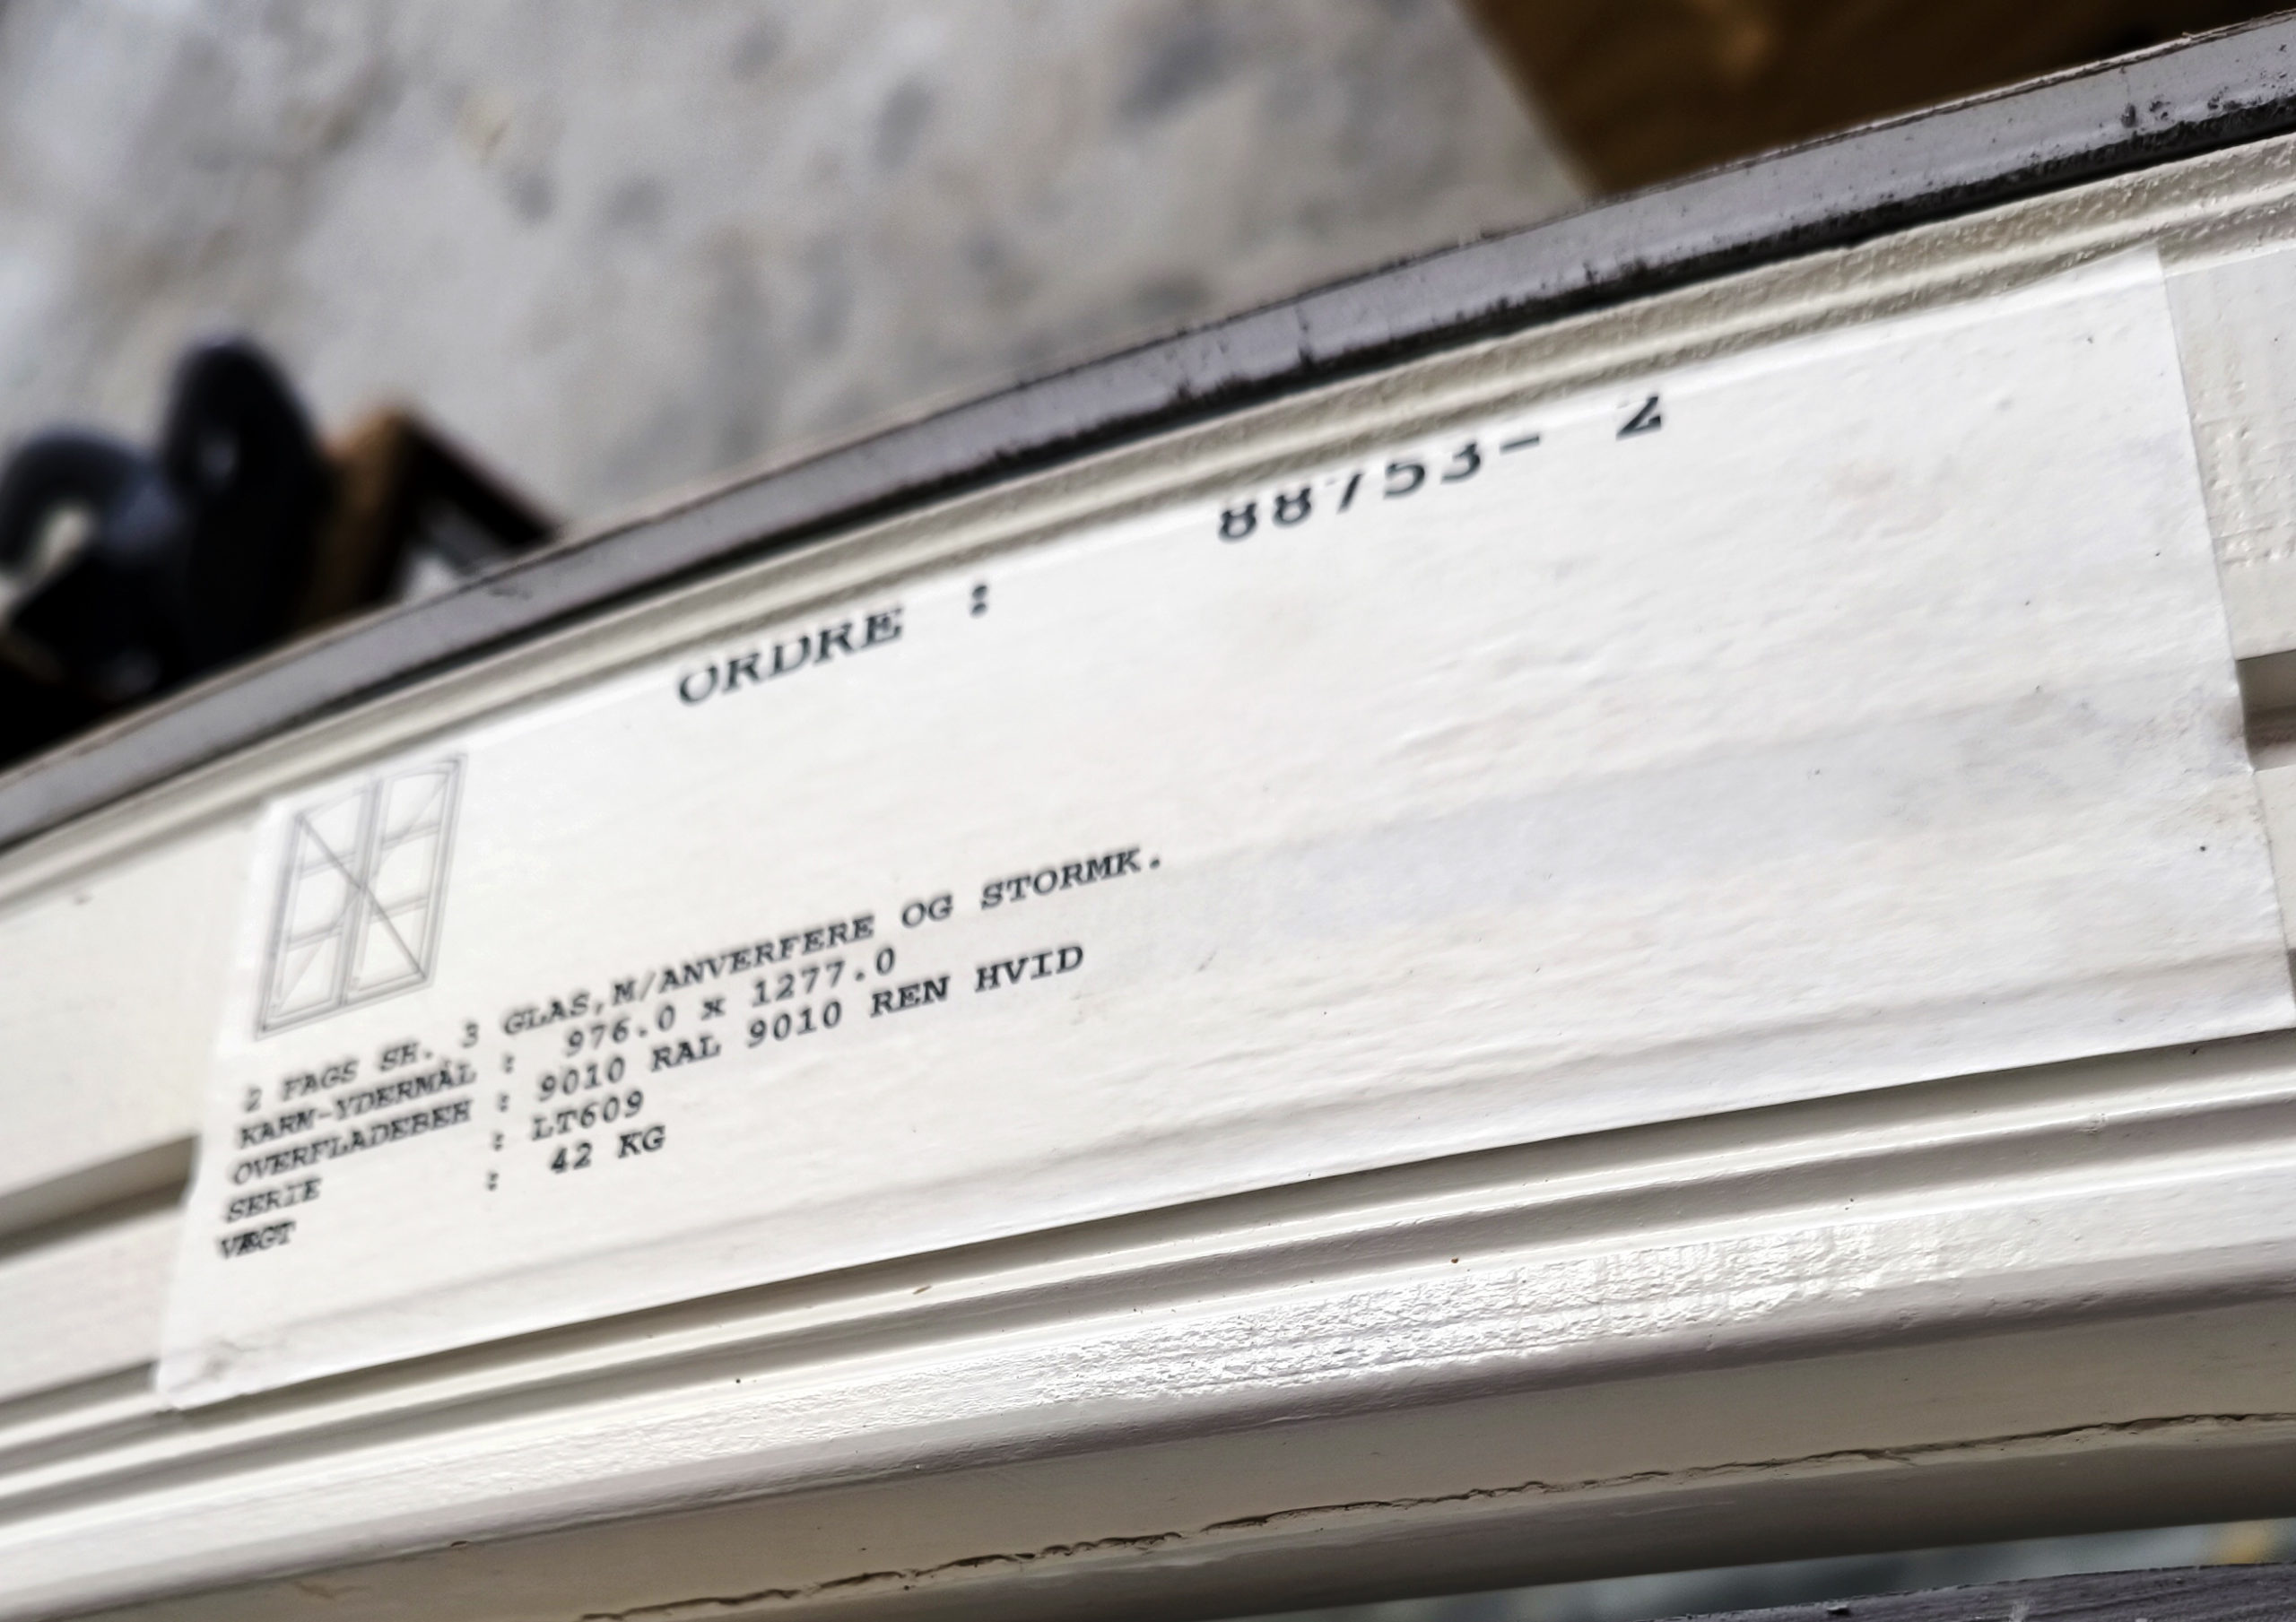 ORDRE : 88753- 2
2 FAGS SH. 3 GLAS,M/ANVERFERE OG STORMK.
KARM-YDERMÅL : 976.0 x 1277.0
OVERFLADEBEH : 9010 RAL 9010 REN HVID
SERIE : LT609
VÆGT : 42 KG